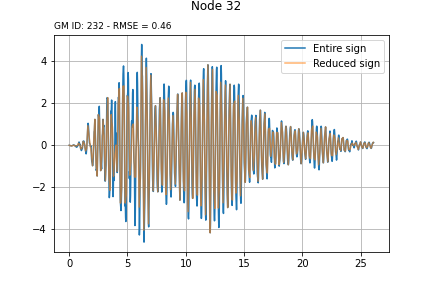 Node 32
GM ID: 232 - RMSE = 0.46
Entire sign
Reduced sign
4
2
0
−2
−4
0 5 10 15 20 25